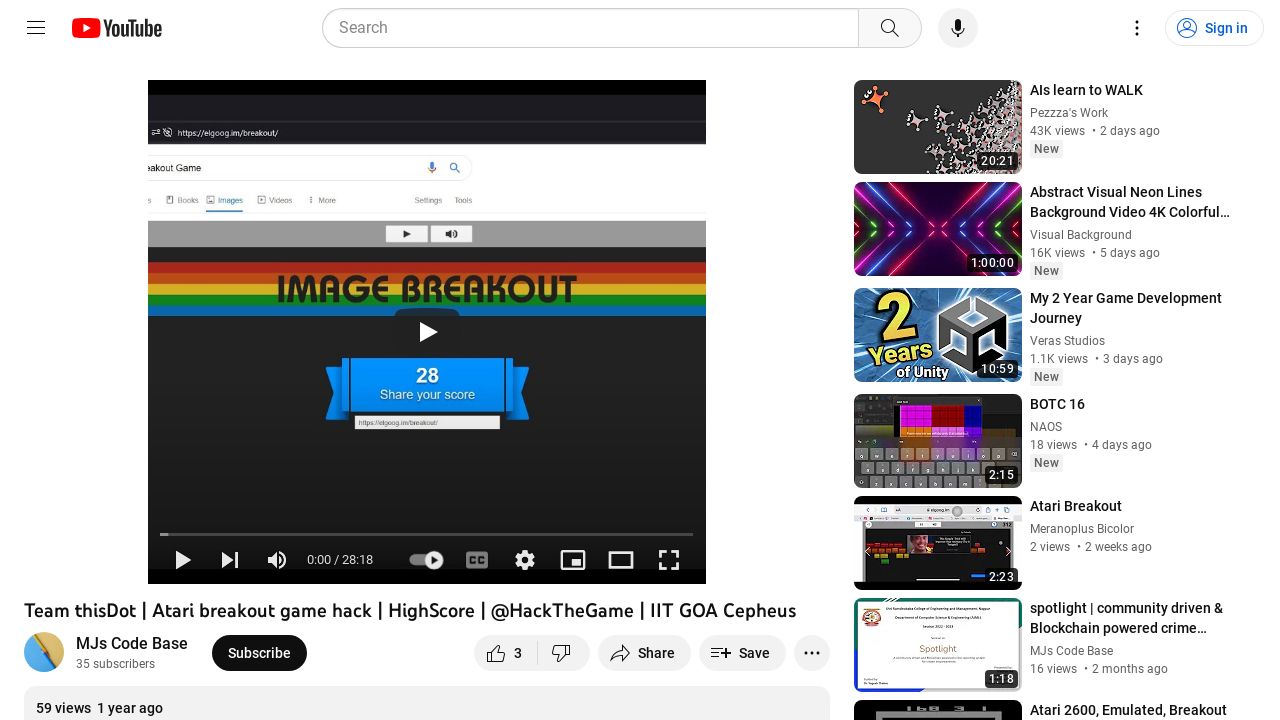 YouTube
Search
Sign in
https://elgoog.im/breakout/
eakout Game
Books
Images
Videos
More
Settings
Tools
IMAGE BREAKOUT
28
Share your score
https://elgoog.im/breakout/
0:00 / 28:18
CC
Team thisDot | Atari breakout game hack | HighScore | @HackTheGame | IIT GOA Cepheus
MJs Code Base
35 subscribers
Subscribe
3
Share
Save
59 views 1 year ago
20:21
AIs learn to WALK
Pezzza's Work
43K views • 2 days ago
New
1:00:00
Abstract Visual Neon Lines
Background Video 4K Colorful…
Visual Background
16K views • 5 days ago
New
2
Years
of Unity
10:59
My 2 Year Game Development
Journey
Veras Studios
1.1K views • 3 days ago
New
2:15
BOTC 16
NAOS
18 views • 4 days ago
New
2:23
Atari Breakout
Meranoplus Bicolor
2 views • 2 weeks ago
Spotlight
1:18
spotlight | community driven &
Blockchain powered crime…
MJs Code Base
16 views • 2 months ago
Atari 2600, Emulated, Breakout